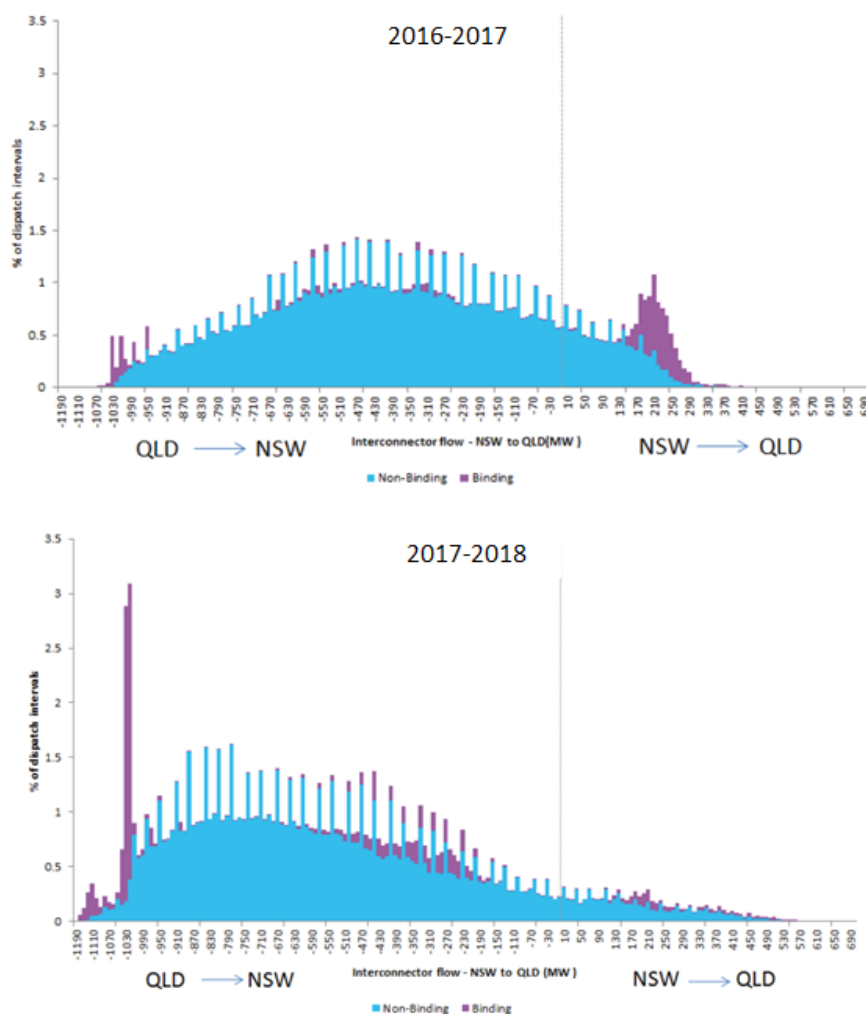 2016-2017
3.5
3
2.5
2
1.5
1
0.5
0
% of dispatch intervals
-1190 -1110 -1070 -1030 -990 -950 -910 -870 -830 -790 -750 -710 -670 -630 -590 -550 -510 -470 -430 -390 -350 -310 -270 -230 -190 -150 -110 -70 -30 10 50 90 130 170 210 250 290 330 370 410 450 490 530 570 610 650 690
QLD NSW Interconnector flow - NSW to QLD(MW ) NSW QLD
Non-Binding Binding
2017-2018
3.5
3
2.5
2
1.5
1
0.5
0
% of dispatch intervals
-1190 -1130 -1070 -1030 -990 -950 -910 -870 -830 -790 -750 -710 -670 -630 -590 -550 -510 -470 -430 -390 -350 -310 -270 -230 -190 -150 -110 -70 -30 10 50 90 130 170 210 250 290 330 370 410 450 490 530 570 610 650 690
QLD NSW Interconnector flow - NSW to QLD (MW ) NSW QLD
Non-Binding Binding